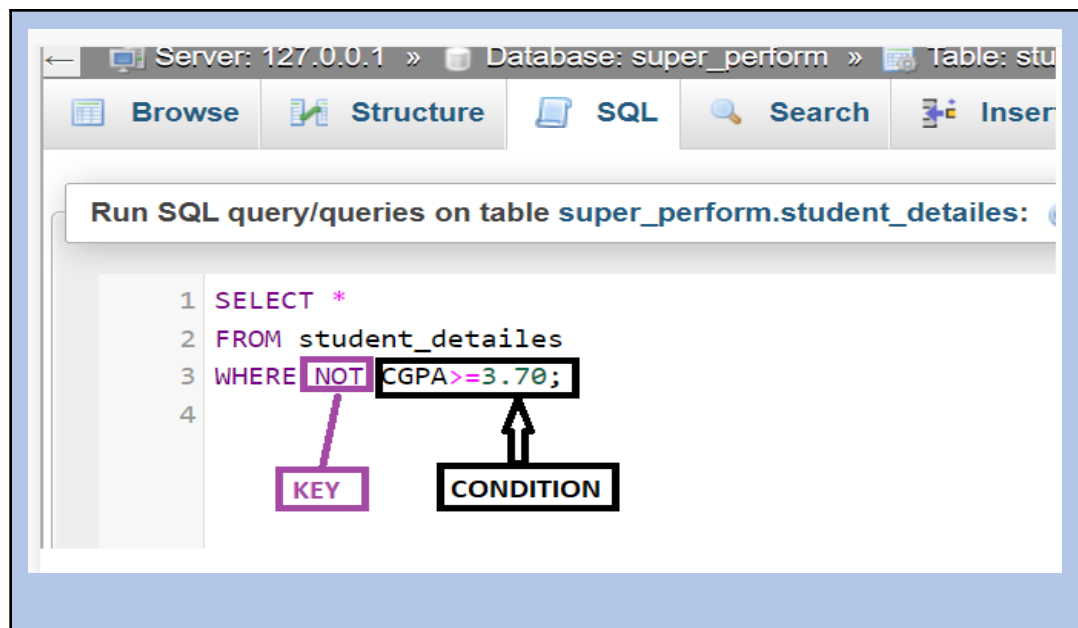 ← Server: 127.0.0.1 » Database: super_perform » Table: stu
Browse Structure SQL Search Inser
Run SQL query/queries on table super_perform.student_detailes:
1 SELECT *
2 FROM student_detailes
3 WHERE NOT CGPA>=3.70;
4
KEY CONDITION